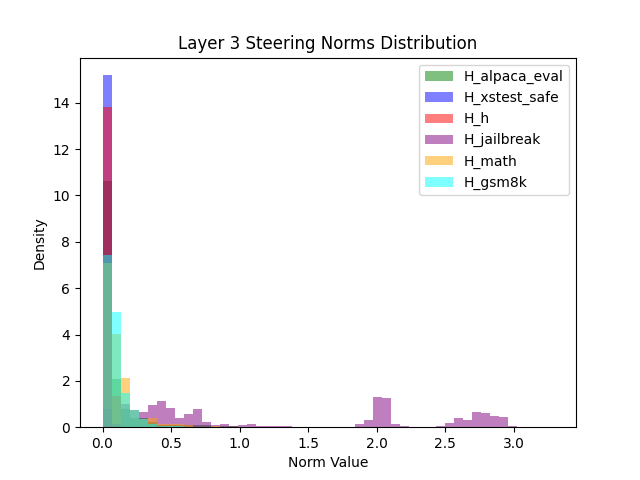 Layer 3 Steering Norms Distribution
H_alpaca_eval
H_xstest_safe
H_h
H_jailbreak
H_math
H_gsm8k
14
12
10
8
6
4
2
0
Density
0.0 0.5 1.0 1.5 2.0 2.5 3.0
Norm Value